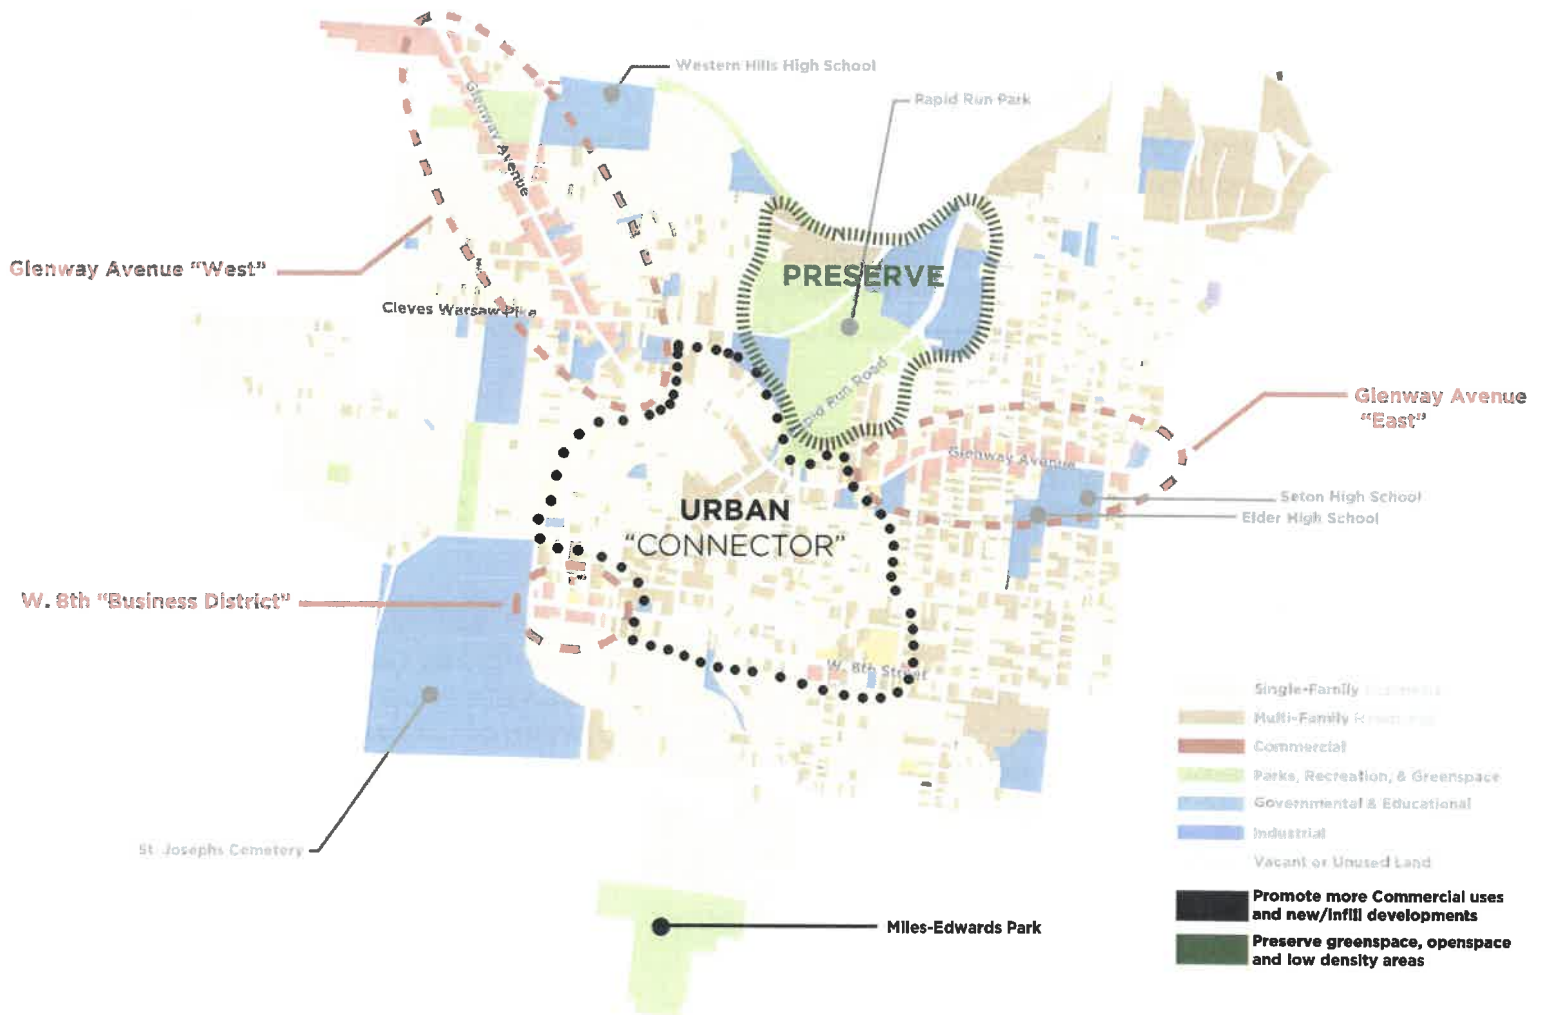 Western Hills High School
Rapid Run Park
Glenway Avenue
Glenway Avenue "West"
PRESERVE
Cleves Warsaw Pike
Rapid Run Road
Glenway Avenue
"East"
Glenway Avenue
Seton High School
Elder High School
URBAN
"CONNECTOR"
W. 8th "Business District"
W. 8th Street
St. Josephs Cemetery
Miles-Edwards Park
Single-Family
Multi-Family
Commercial
Parks, Recreation, & Greenspace
Governmental & Educational
Industrial
Vacant or Unused Land
Promote more Commercial uses
and new/infill developments
Preserve greenspace, openspace
and low density areas